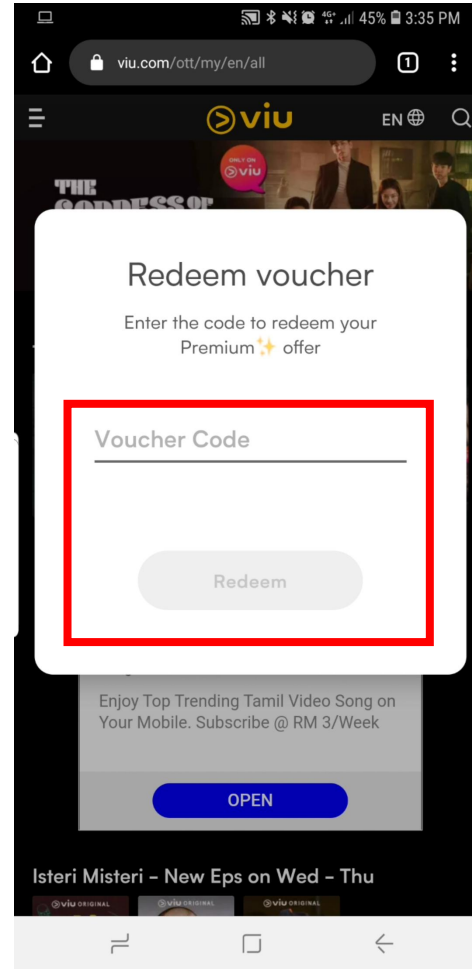 4G+ 45% 3:35 PM
viu.com/ott/my/en/all 1
viu EN
ONLY ON
viu
THE
GODDESS OF
Redeem voucher
Enter the code to redeem your
Premium✨ offer
Voucher Code
Redeem
Enjoy Top Trending Tamil Video Song on
Your Mobile. Subscribe @ RM 3/Week
OPEN
Isteri Misteri – New Eps on Wed – Thu
viu ORIGINAL viu ORIGINAL viu ORIGINAL